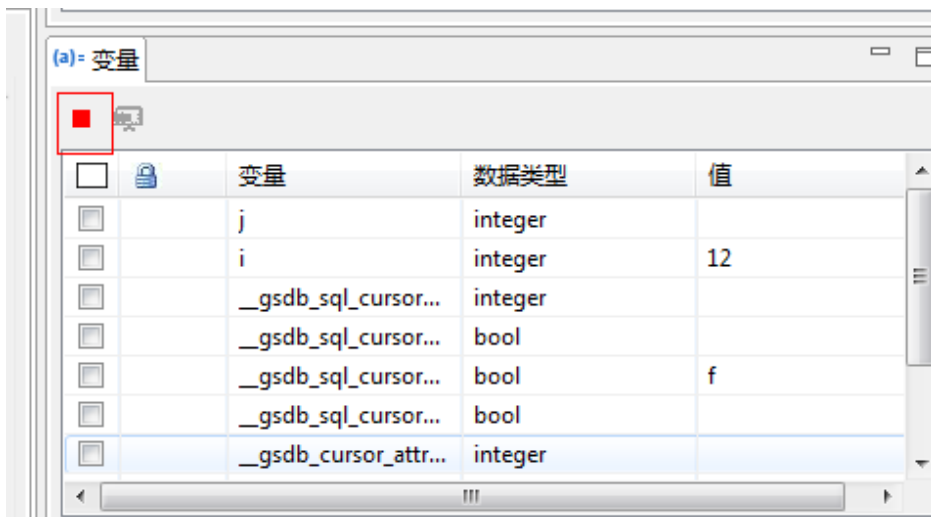 (a)= 变量
变量 数据类型 值
j integer
i integer 12
__gsdb_sql_cursor... integer
__gsdb_sql_cursor... bool
__gsdb_sql_cursor... bool f
__gsdb_sql_cursor... bool
__gsdb_cursor_attr... integer